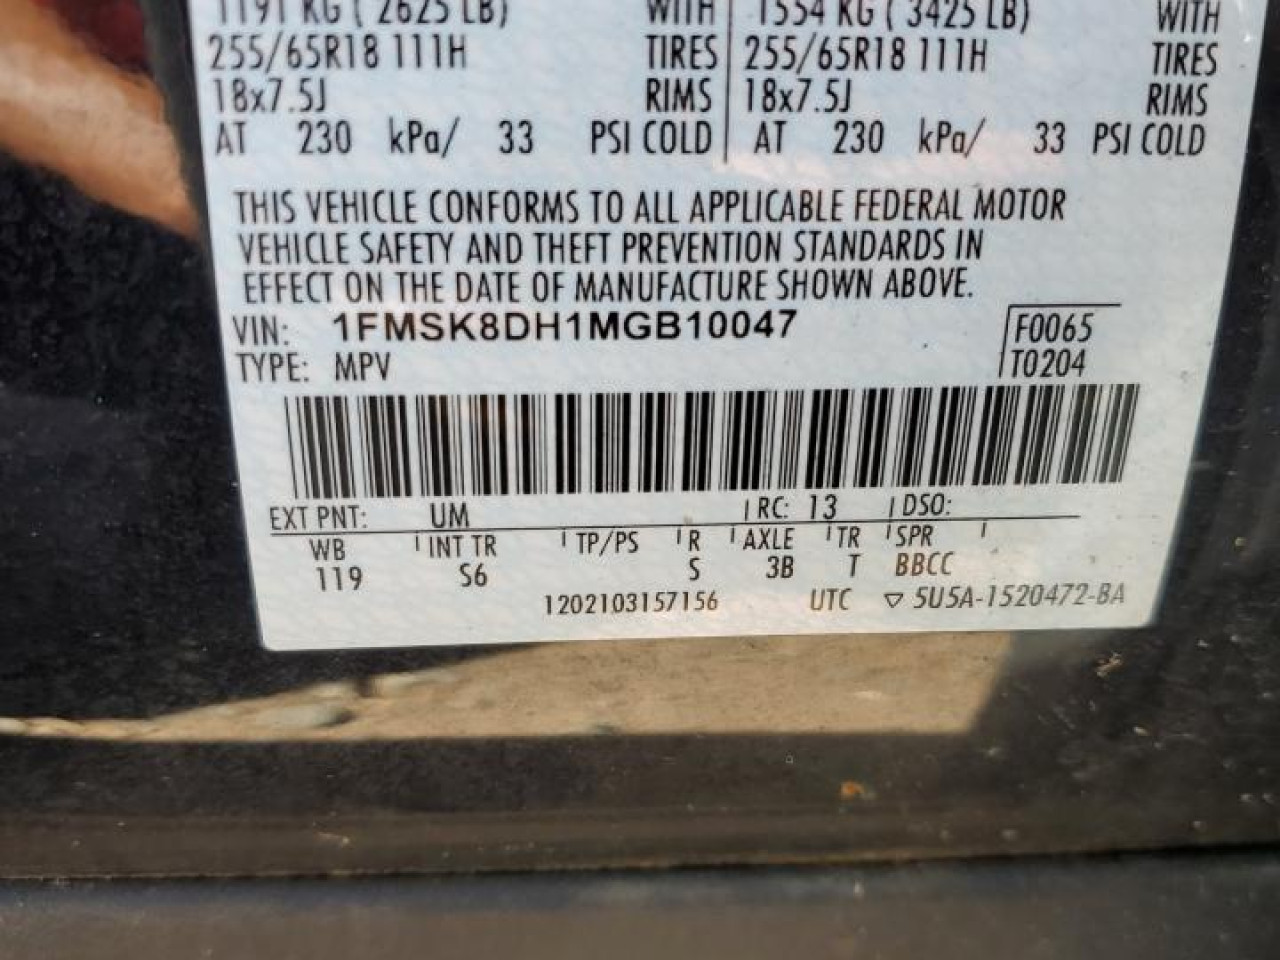 1191 KG ( 2625 LB) WITH 1554 KG ( 3425 LB) WITH
255/65R18 111H TIRES 255/65R18 111H TIRES
18x7.5J RIMS 18x7.5J RIMS
AT 230 kPa/ 33 PSI COLD AT 230 kPa/ 33 PSI COLD
THIS VEHICLE CONFORMS TO ALL APPLICABLE FEDERAL MOTOR
VEHICLE SAFETY AND THEFT PREVENTION STANDARDS IN
EFFECT ON THE DATE OF MANUFACTURE SHOWN ABOVE.
VIN: 1FMSK8DH1MGB10047 F0065
TYPE: MPV T0204
EXT PNT: UM RC: 13 DSO:
WB INT TR TP/PS R AXLE TR SPR
119 S6 S 3B T BBCC
1202103157156 UTC ▽ 5U5A-1520472-BA